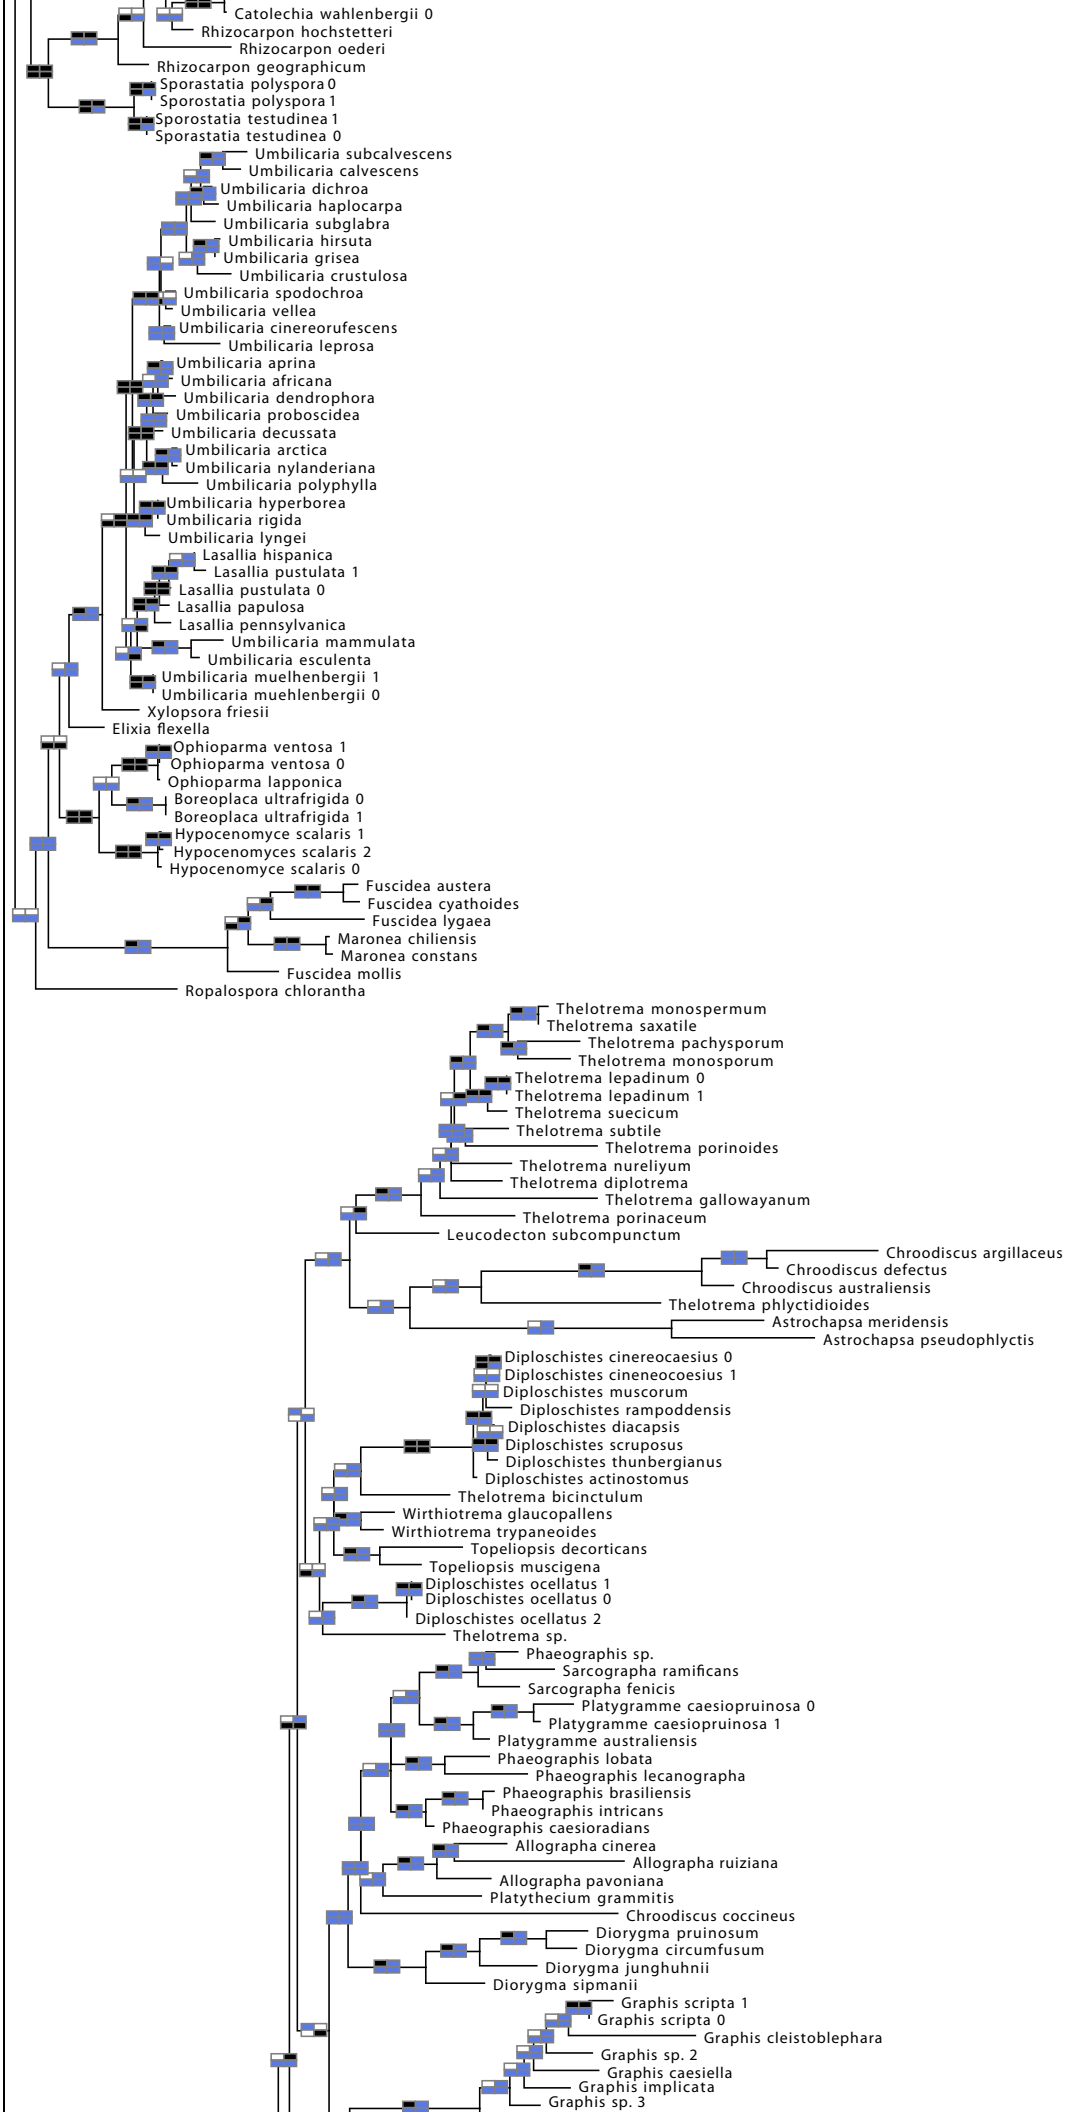 Catolechia wahlenbergii 0
Rhizocarpon hochstetteri
Rhizocarpon oederi
Rhizocarpon geographicum
Sporastatia polyspora 0
Sporostatia polyspora 1
Sporostatia testudinea 1
Sporastatia testudinea 0
Umbilicaria subcalvescens
Umbilicaria calvescens
Umbilicaria dichroa
Umbilicaria haplocarpa
Umbilicaria subglabra
Umbilicaria hirsuta
Umbilicaria grisea
Umbilicaria crustulosa
Umbilicaria spodochroa
Umbilicaria vellea
Umbilicaria cinereorufescens
Umbilicaria leprosa
Umbilicaria aprina
Umbilicaria africana
Umbilicaria dendrophora
Umbilicaria proboscidea
Umbilicaria decussata
Umbilicaria arctica
Umbilicaria nylanderiana
Umbilicaria polyphylla
Umbilicaria hyperborea
Umbilicaria rigida
Umbilicaria lyngei
Lasallia hispanica
Lasallia pustulata 1
Lasallia pustulata 0
Lasallia papulosa
Lasallia pennsylvanica
Umbilicaria mammulata
Umbilicaria esculenta
Umbilicaria muelhenbergii 1
Umbilicaria muehlenbergii 0
Xylopsora friesii
Elixia flexella
Ophioparma ventosa 1
Ophioparma ventosa 0
Ophioparma lapponica
Boreoplaca ultrafrigida 0
Boreoplaca ultrafrigida 1
Hypocenomyce scalaris 1
Hypocenomyces scalaris 2
Hypocenomyce scalaris 0
Fuscidea austera
Fuscidea cyathoides
Fuscidea lygaea
Maronea chiliensis
Maronea constans
Fuscidea mollis
Ropalospora chlorantha
Thelotrema monospermum
Thelotrema saxatile
Thelotrema pachysporum
Thelotrema monosporum
Thelotrema lepadinum 0
Thelotrema lepadinum 1
Thelotrema suecicum
Thelotrema subtile
Thelotrema porinoides
Thelotrema nureliyum
Thelotrema diplotrema
Thelotrema gallowayanum
Thelotrema porinaceum
Leucodecton subcompunctum
Chroodiscus argillaceus
Chroodiscus defectus
Chroodiscus australiensis
Thelotrema phlyctidioides
Astrochapsa meridensis
Astrochapsa pseudophlyctis
Diploschistes cinereocaesius 0
Diploschistes cineneocoesius 1
Diploschistes muscorum
Diploschistes rampoddensis
Diploschistes diacapsis
Diploschistes scruposus
Diploschistes thunbergianus
Diploschistes actinostomus
Thelotrema bicinctulum
Wirthiotrema glaucopallens
Wirthiotrema trypaneoides
Topeliopsis decorticans
Topeliopsis muscigena
Diploschistes ocellatus 1
Diploschistes ocellatus 0
Diploschistes ocellatus 2
Thelotrema sp.
Phaeographis sp.
Sarcographa ramificans
Sarcographa fenicis
Platygramme caesiopruinosa 0
Platygramme caesiopruinosa 1
Platygramme australiensis
Phaeographis lobata
Phaeographis lecanographa
Phaeographis brasiliensis
Phaeographis intricans
Phaeographis caesioradians
Allographa cinerea
Allographa ruiziana
Allographa pavoniana
Platythecium grammitis
Chroodiscus coccineus
Diorygma pruinosum
Diorygma circumfusum
Diorygma junghuhnii
Diorygma sipmanii
Graphis scripta 1
Graphis scripta 0
Graphis cleistoblephara
Graphis sp. 2
Graphis caesiella
Graphis implicata
Graphis sp. 3